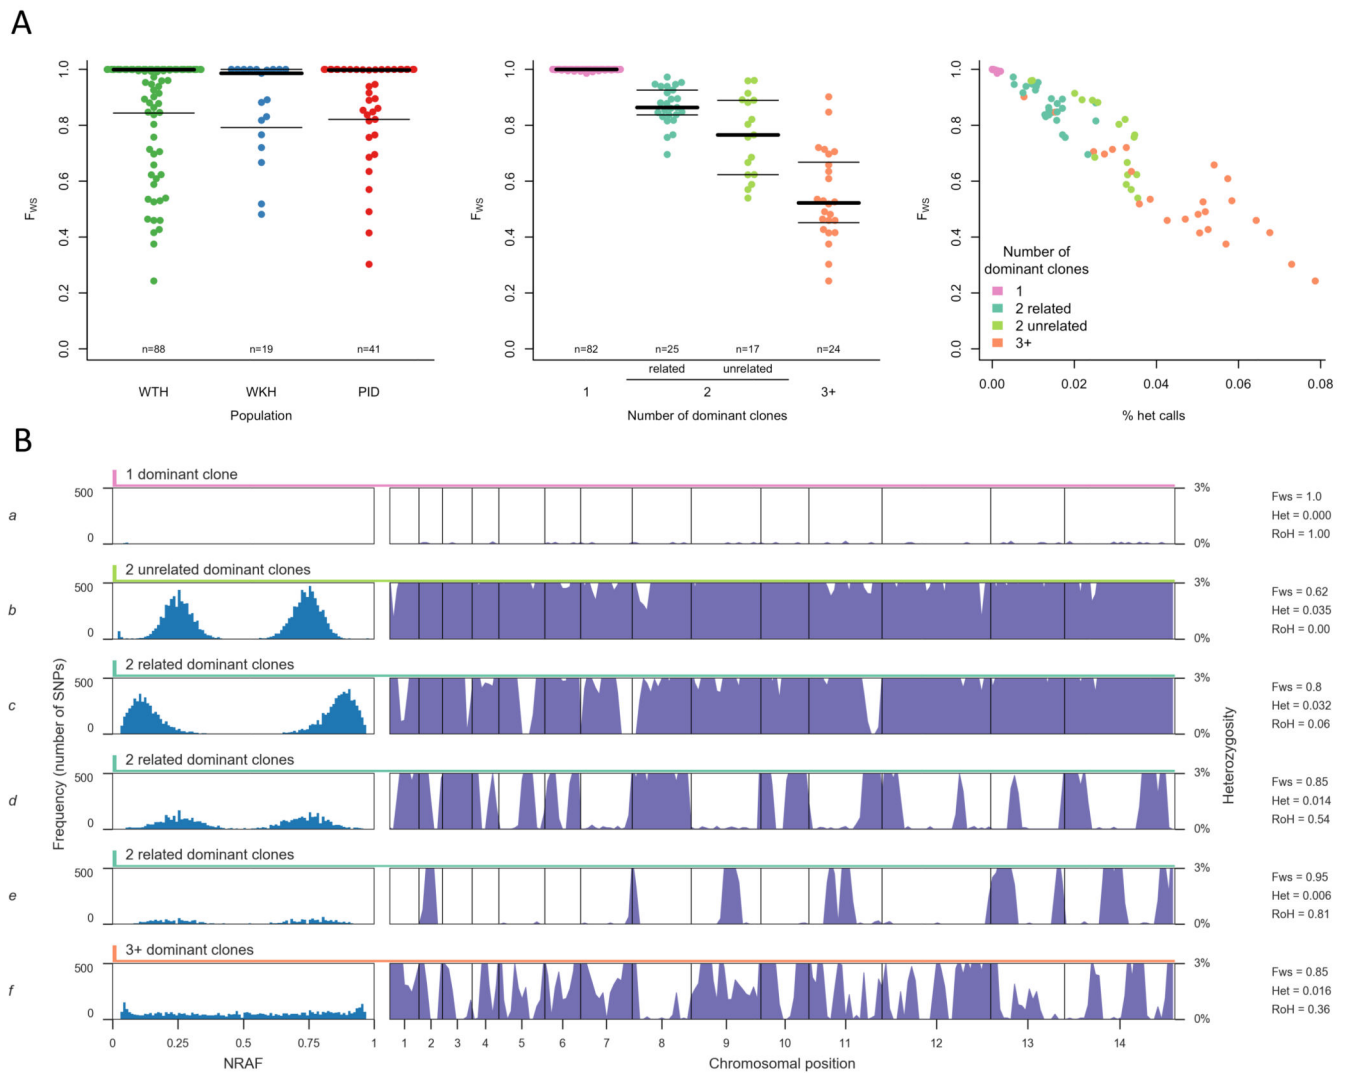 A
1.0
0.8
0.6
0.4
0.2
0.0
FWS
n=88
n=19
n=41
WTH
WKH
PID
Population
1.0
0.8
0.6
0.4
0.2
0.0
FWS
n=82
n=25
n=17
n=24
related
unrelated
1
2
3+
Number of dominant clones
1.0
0.8
0.6
0.4
0.2
0.0
FWS
Number of
dominant clones
1
2 related
2 unrelated
3+
0.00
0.02
0.04
0.06
0.08
% het calls
B
Frequency (number of SNPs)
Heterozygosity
1 dominant clone
a
500
0
3%
0%
Fws = 1.0
Het = 0.000
RoH = 1.00
2 unrelated dominant clones
b
500
0
3%
0%
Fws = 0.62
Het = 0.035
RoH = 0.00
2 related dominant clones
c
500
0
3%
0%
Fws = 0.8
Het = 0.032
RoH = 0.06
2 related dominant clones
d
500
0
3%
0%
Fws = 0.85
Het = 0.014
RoH = 0.54
2 related dominant clones
e
500
0
3%
0%
Fws = 0.95
Het = 0.006
RoH = 0.81
3+ dominant clones
f
500
0
3%
0%
Fws = 0.85
Het = 0.016
RoH = 0.36
0 0.25 0.5 0.75 1
1 2 3 4 5 6 7 8 9 10 11 12 13 14
NRAF
Chromosomal position